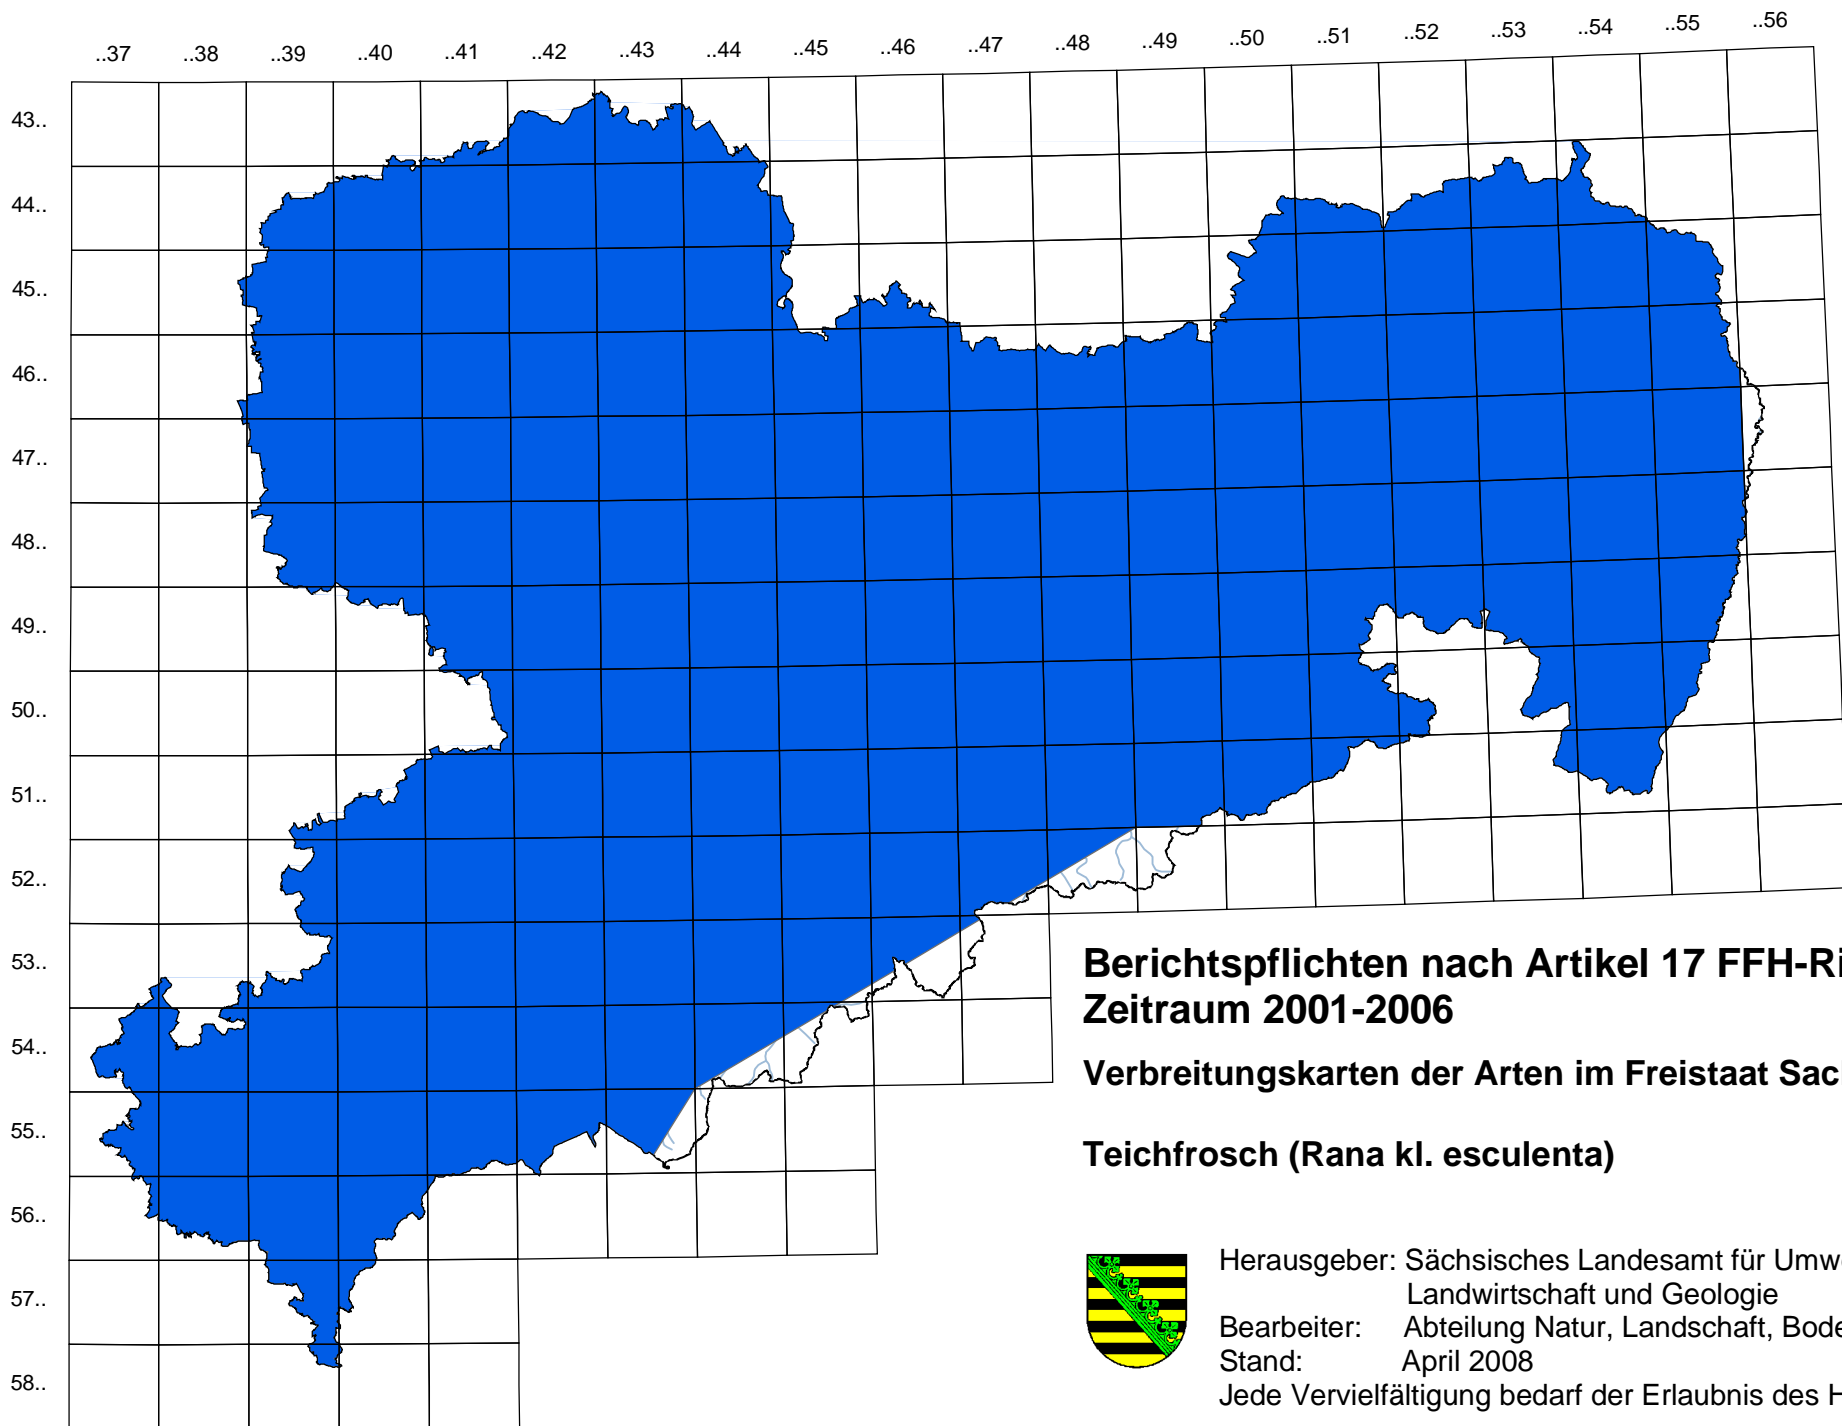 ..37 ..38 ..39 ..40 ..41 ..42 ..43 ..44 ..45 ..46 ..47 ..48 ..49 ..50 ..51 ..52 ..53 ..54 ..55 ..56
43..
44..
45..
46..
47..
48..
49..
50..
51..
52..
53..
54..
55..
56..
57..
58..
Berichtspflichten nach Artikel 17 FFH-Ri
Zeitraum 2001-2006
Verbreitungskarten der Arten im Freistaat Sac
Teichfrosch (Rana kl. esculenta)
Herausgeber: Sächsisches Landesamt für Umwe
Landwirtschaft und Geologie
Bearbeiter: Abteilung Natur, Landschaft, Bode
Stand: April 2008
Jede Vervielfältigung bedarf der Erlaubnis des H